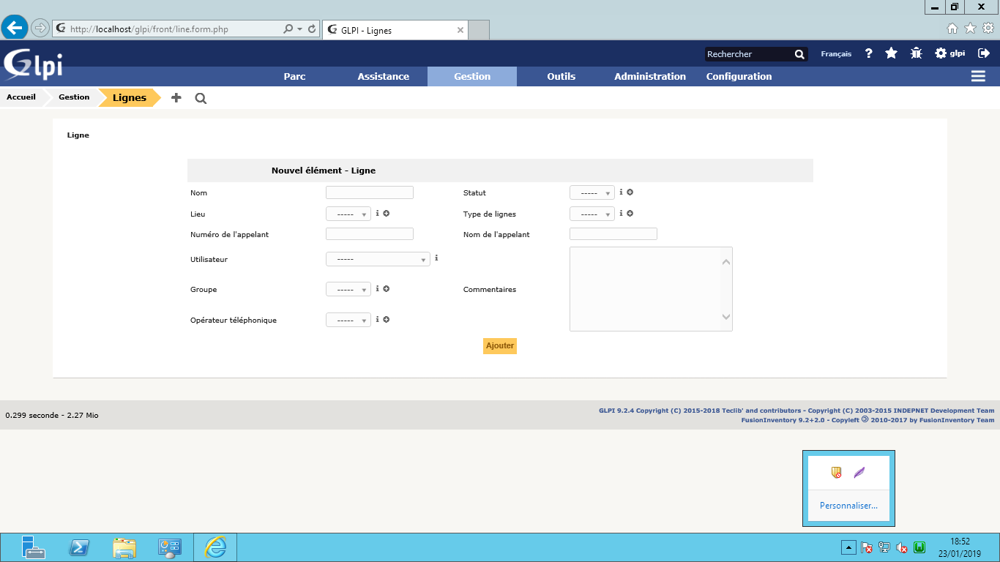 http://localhost/glpi/front/line.form.php
GLPI - Lignes
Glpi
Rechercher
Français
?
glpi
Parc
Assistance
Gestion
Outils
Administration
Configuration
Accueil
Gestion
Lignes
Ligne
Nouvel élément - Ligne
Nom
Statut
-----
Lieu
-----
Type de lignes
-----
Numéro de l'appelant
Nom de l'appelant
Utilisateur
-----
Groupe
-----
Commentaires
Opérateur téléphonique
-----
Ajouter
0.299 seconde - 2.27 Mio
GLPI 9.2.4 Copyright (C) 2015-2018 Teclib' and contributors - Copyright (C) 2003-2015 INDEPNET Development Team
FusionInventory 9.2+2.0 - Copyleft 🄯 2010-2017 by FusionInventory Team
Personnaliser...
18:52
23/01/2019